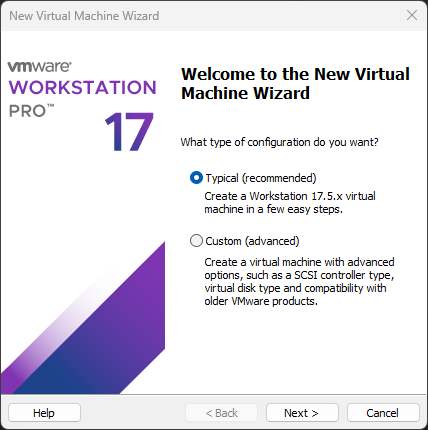 New Virtual Machine Wizard
vmware®
WORKSTATION
PRO™
17
Welcome to the New Virtual
Machine Wizard
What type of configuration do you want?
Typical (recommended)
Create a Workstation 17.5.x virtual
machine in a few easy steps.
Custom (advanced)
Create a virtual machine with advanced
options, such as a SCSI controller type,
virtual disk type and compatibility with
older VMware products.
Help
< Back
Next >
Cancel